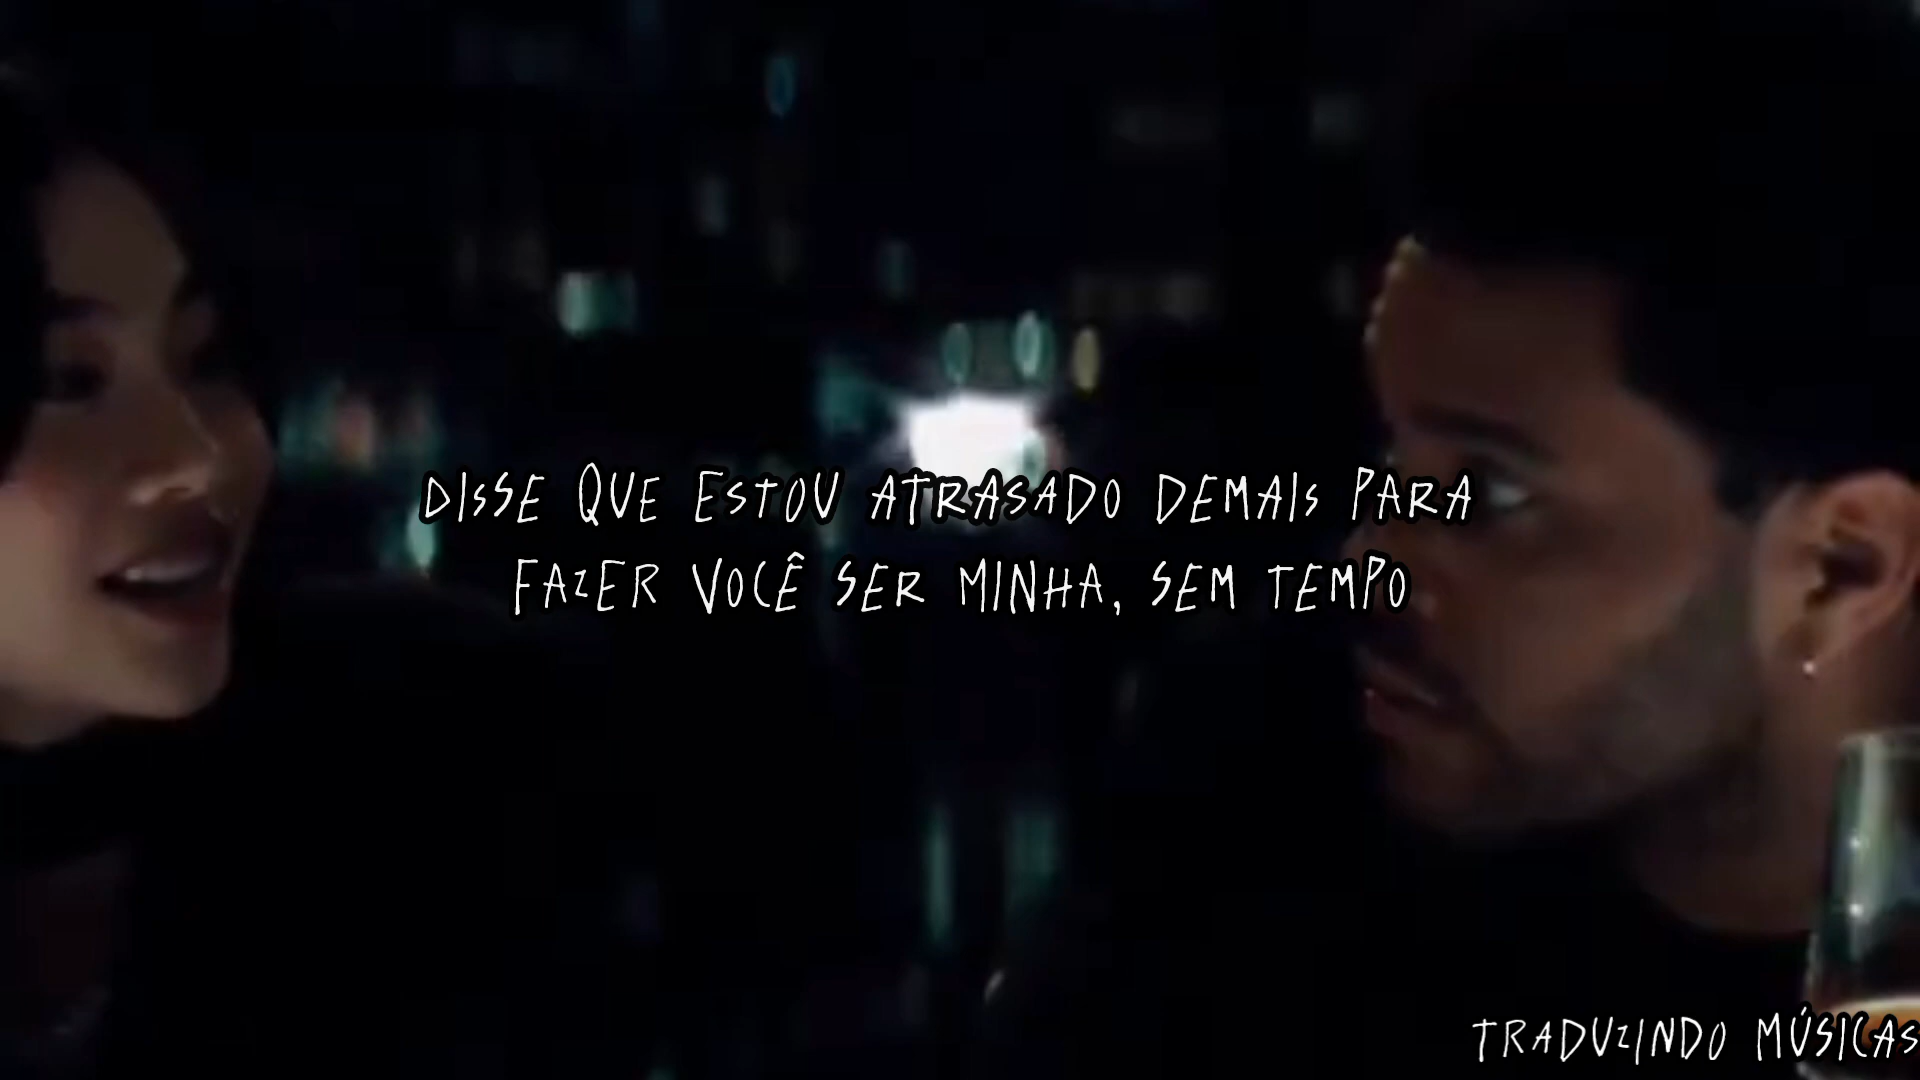 DISSE QUE ESTOU ATRASADO DEMAIS PARA
FAZER VOCÊ SER MINHA, SEM TEMPO
TRADUZINDO MÚSICAS